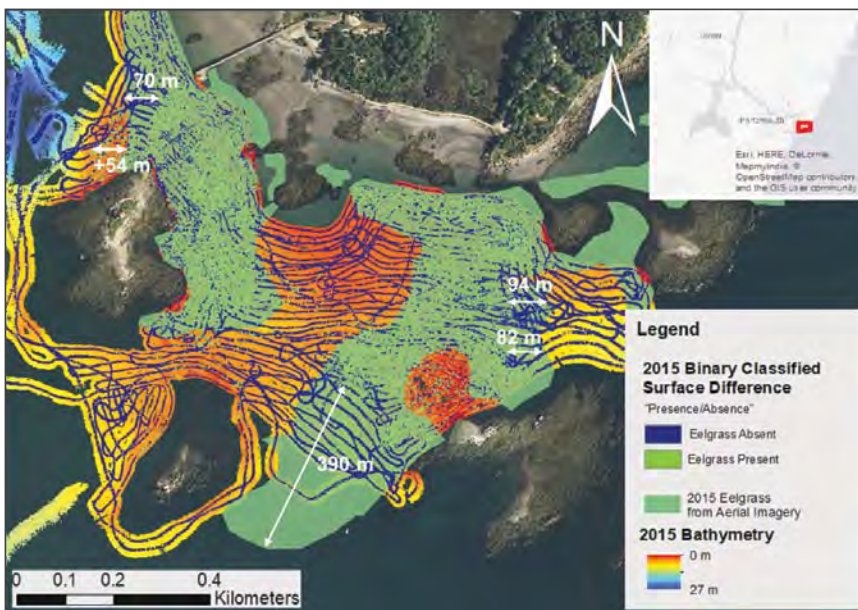 70 m
+54 m
94 m
82 m
390 m
N
Esri, HERE, DeLorme,
MapmyIndia, ©
OpenStreetMap contributors,
and the GIS user community
Legend
2015 Binary Classified
Surface Difference
"Presence/Absence"
Eelgrass Absent
Eelgrass Present
2015 Eelgrass
from Aerial Imagery
2015 Bathymetry
0 m
27 m
0 0.1 0.2 0.4
Kilometers